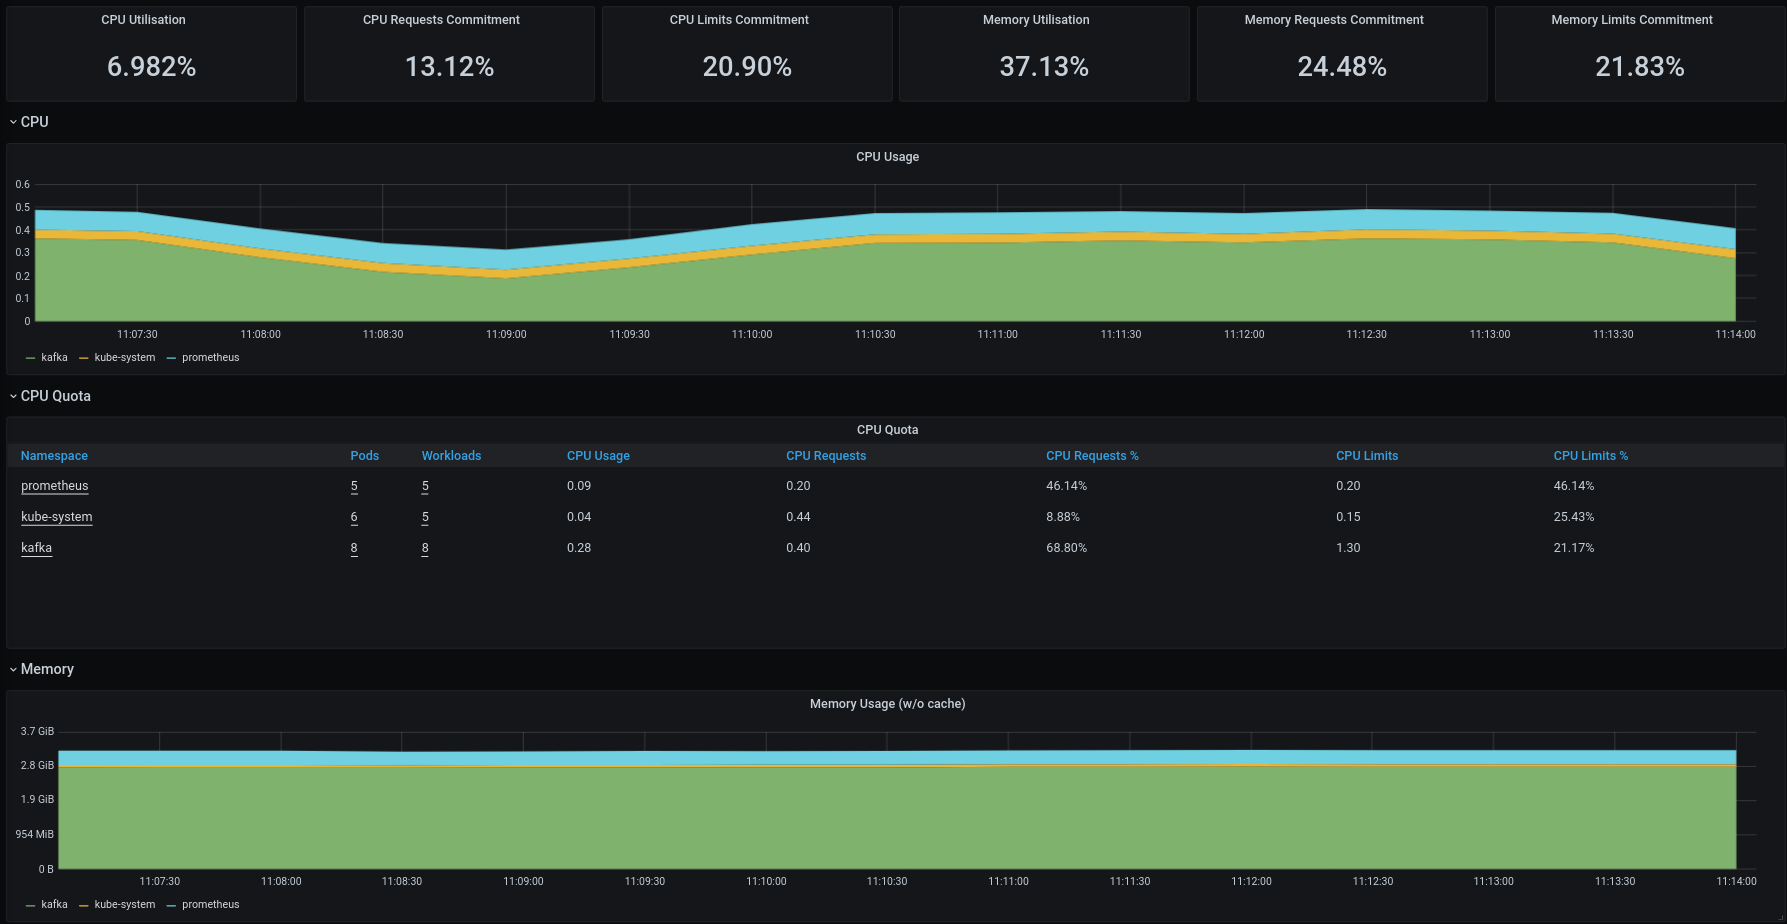 CPU Utilisation CPU Requests Commitment CPU Limits Commitment Memory Utilisation Memory Requests Commitment Memory Limits Commitment
6.982% 13.12% 20.90% 37.13% 24.48% 21.83%
CPU
CPU Usage
0.6
0.5
0.4
0.3
0.2
0.1
0
11:07:30 11:08:00 11:08:30 11:09:00 11:09:30 11:10:00 11:10:30 11:11:00 11:11:30 11:12:00 11:12:30 11:13:00 11:13:30 11:14:00
kafka kube-system prometheus
CPU Quota
CPU Quota
Namespace Pods Workloads CPU Usage CPU Requests CPU Requests % CPU Limits CPU Limits %
prometheus 5 5 0.09 0.20 46.14% 0.20 46.14%
kube-system 6 5 0.04 0.44 8.88% 0.15 25.43%
kafka 8 8 0.28 0.40 68.80% 1.30 21.17%
Memory
Memory Usage (w/o cache)
3.7 GiB
2.8 GiB
1.9 GiB
954 MiB
0 B
11:07:30 11:08:00 11:08:30 11:09:00 11:09:30 11:10:00 11:10:30 11:11:00 11:11:30 11:12:00 11:12:30 11:13:00 11:13:30 11:14:00
kafka kube-system prometheus